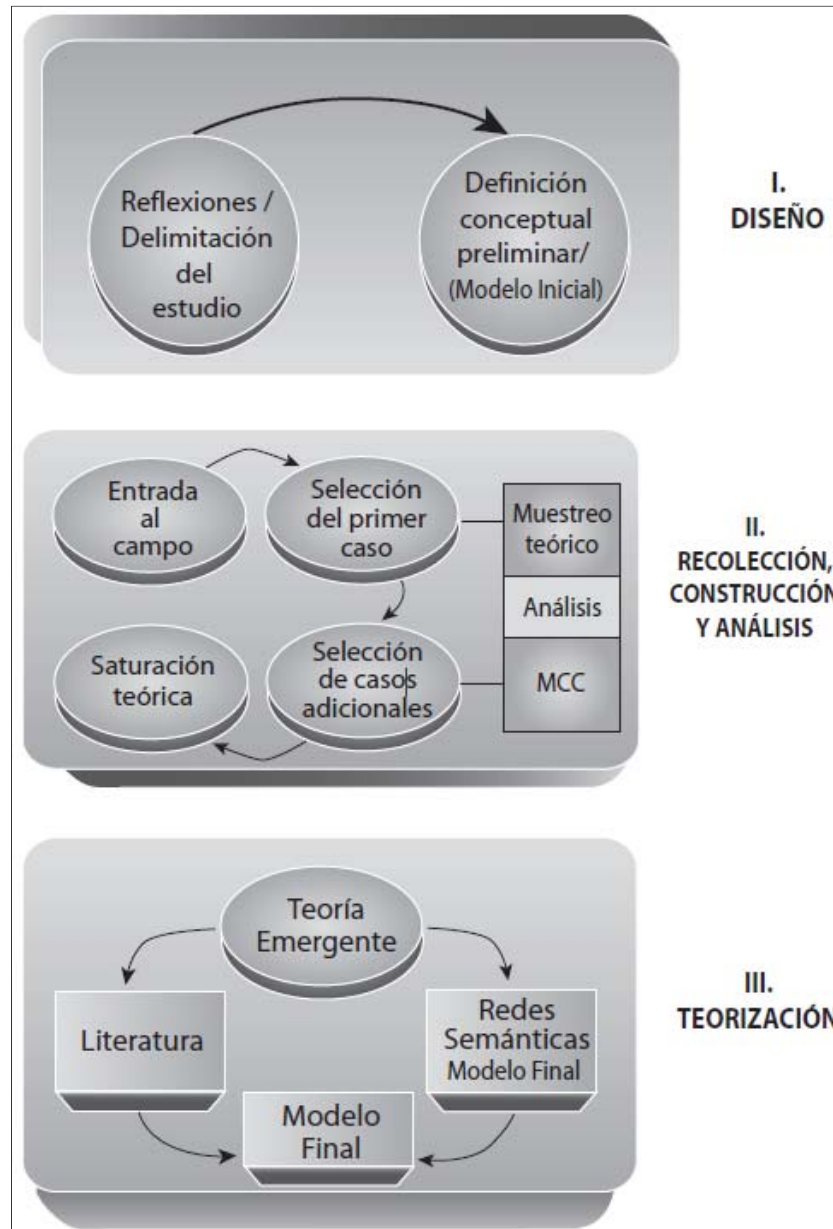 Reflexiones /
Delimitación
del
estudio
Definición
conceptual
preliminar/
(Modelo Inicial)
I.
DISEÑO
Entrada
al
campo
Selección
del primer
caso
Muestreo
teórico
Análisis
MCC
Saturación
teórica
Selección
de casos
adicionales
II.
RECOLECCIÓN,
CONSTRUCCIÓN
Y ANÁLISIS
Teoría
Emergente
Literatura
Redes
Semánticas
Modelo Final
Modelo
Final
III.
TEORIZACIÓN